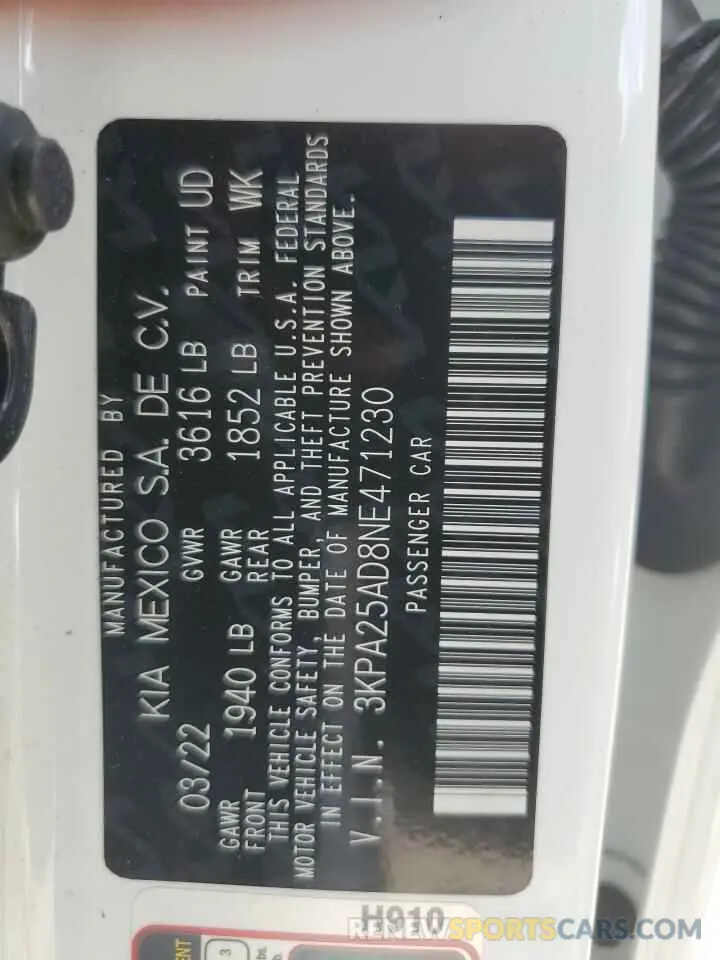 MANUFACTURED BY
KIA MEXICO S.A. DE C.V.
03/22 GVWR 3616 LB PAINT UD
GAWR FRONT 1940 LB GAWR REAR 1852 LB TRIM WK
THIS VEHICLE CONFORMS TO ALL APPLICABLE U.S.A. FEDERAL
MOTOR VEHICLE SAFETY, BUMPER, AND THEFT PREVENTION STANDARDS
IN EFFECT ON THE DATE OF MANUFACTURE SHOWN ABOVE.
V.I.N. 3KPA25AD8NE471230
PASSENGER CAR
H910
3
RENEWSPORTSCARS.COM